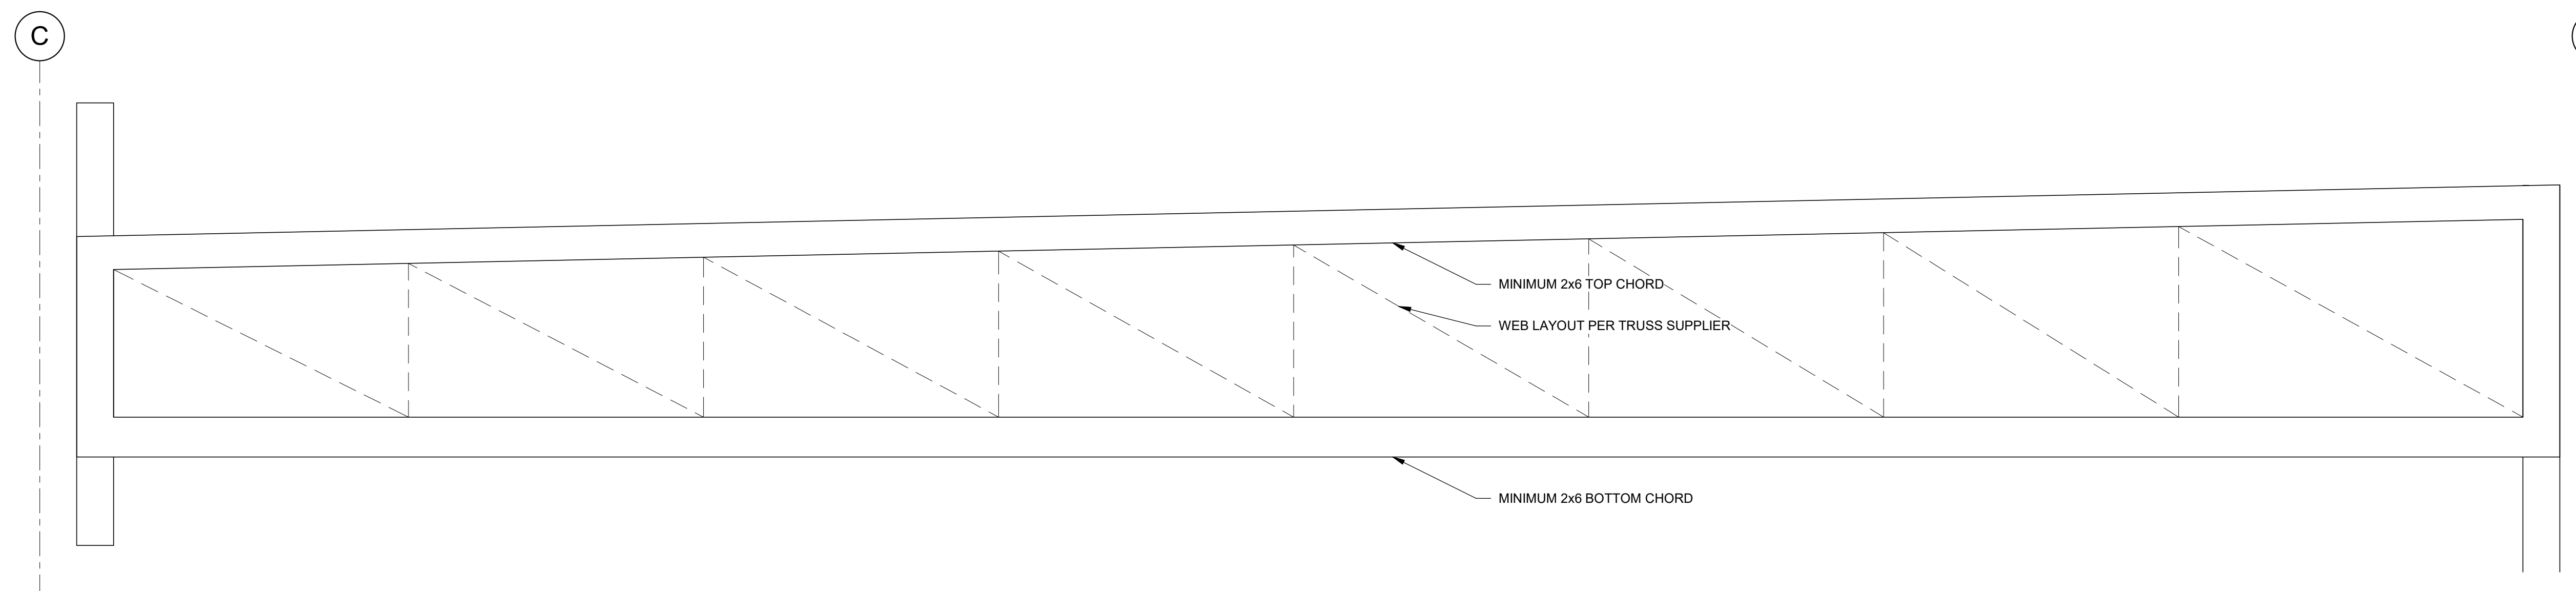 C
MINIMUM 2x6 TOP CHORD
WEB LAYOUT PER TRUSS SUPPLIER
MINIMUM 2x6 BOTTOM CHORD